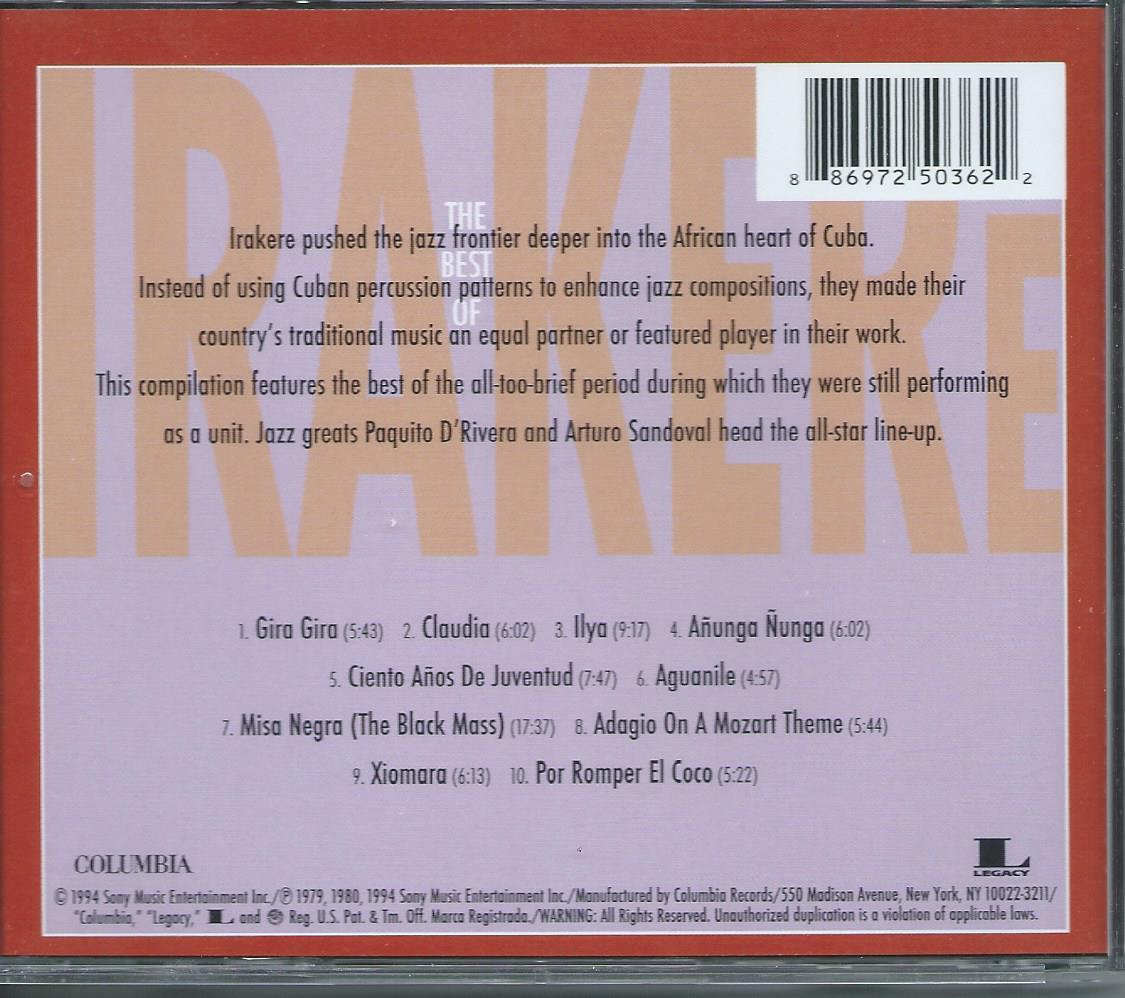 8 86972 50362 2
IRAKERE
THE
BEST
OF
Irakere pushed the jazz frontier deeper into the African heart of Cuba.
Instead of using Cuban percussion patterns to enhance jazz compositions, they made their
country's traditional music an equal partner or featured player in their work.
This compilation features the best of the all-too-brief period during which they were still performing
as a unit. Jazz greats Paquito D'Rivera and Arturo Sandoval head the all-star line-up.
1. Gira Gira (5:43) 2. Claudia (6:02) 3. Ilya (9:17) 4. Añunga Ñunga (6:02)
5. Ciento Años De Juventud (7:47) 6. Aguanile (4:57)
7. Misa Negra (The Black Mass) (17:37) 8. Adagio On A Mozart Theme (5:44)
9. Xiomara (6:13) 10. Por Romper El Coco (5:22)
COLUMBIA
L
LEGACY
© 1994 Sony Music Entertainment Inc./℗ 1979, 1980, 1994 Sony Music Entertainment Inc./Manufactured by Columbia Records/550 Madison Avenue, New York, NY 10022-3211/
"Columbia," "Legacy," L and Reg. U.S. Pat. & Tm. Off. Marca Registrada./WARNING: All Rights Reserved. Unauthorized duplication is a violation of applicable laws.